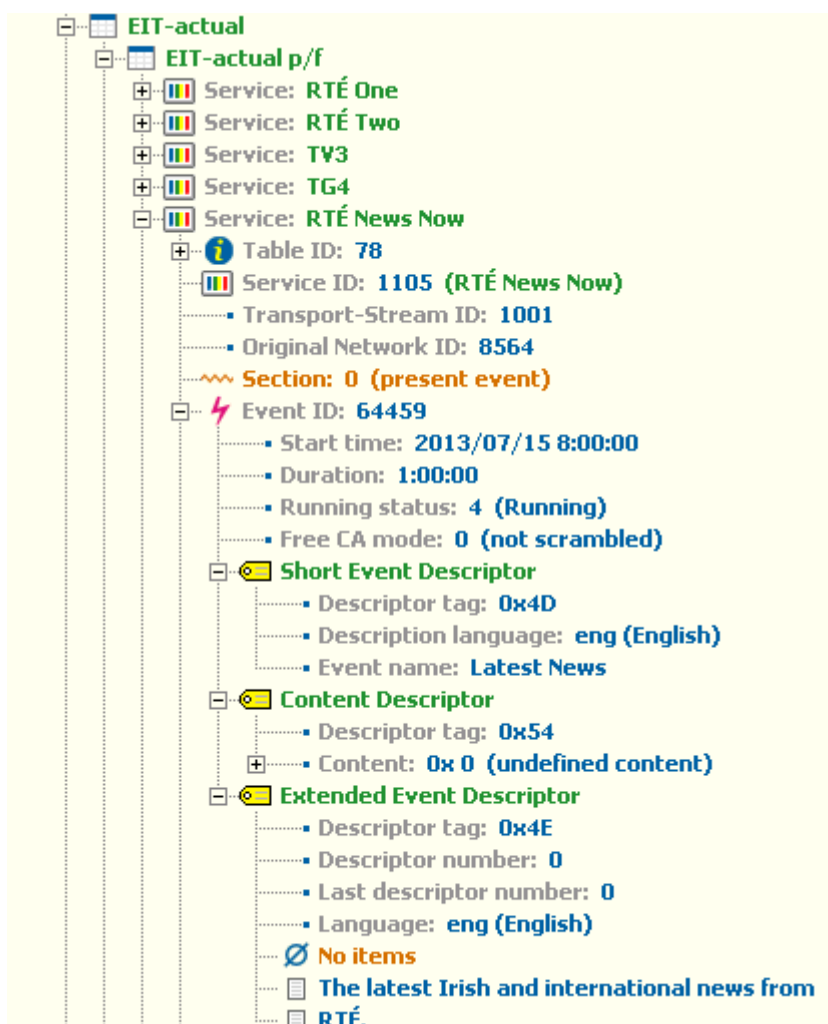 EIT-actual
EIT-actual p/f
Service: RTÉ One
Service: RTÉ Two
Service: TV3
Service: TG4
Service: RTÉ News Now
Table ID: 78
Service ID: 1105 (RTÉ News Now)
Transport-Stream ID: 1001
Original Network ID: 8564
Section: 0 (present event)
Event ID: 64459
Start time: 2013/07/15 8:00:00
Duration: 1:00:00
Running status: 4 (Running)
Free CA mode: 0 (not scrambled)
Short Event Descriptor
Descriptor tag: 0x4D
Description language: eng (English)
Event name: Latest News
Content Descriptor
Descriptor tag: 0x54
Content: 0x 0 (undefined content)
Extended Event Descriptor
Descriptor tag: 0x4E
Descriptor number: 0
Last descriptor number: 0
Language: eng (English)
No items
The latest Irish and international news from
RTÉ.